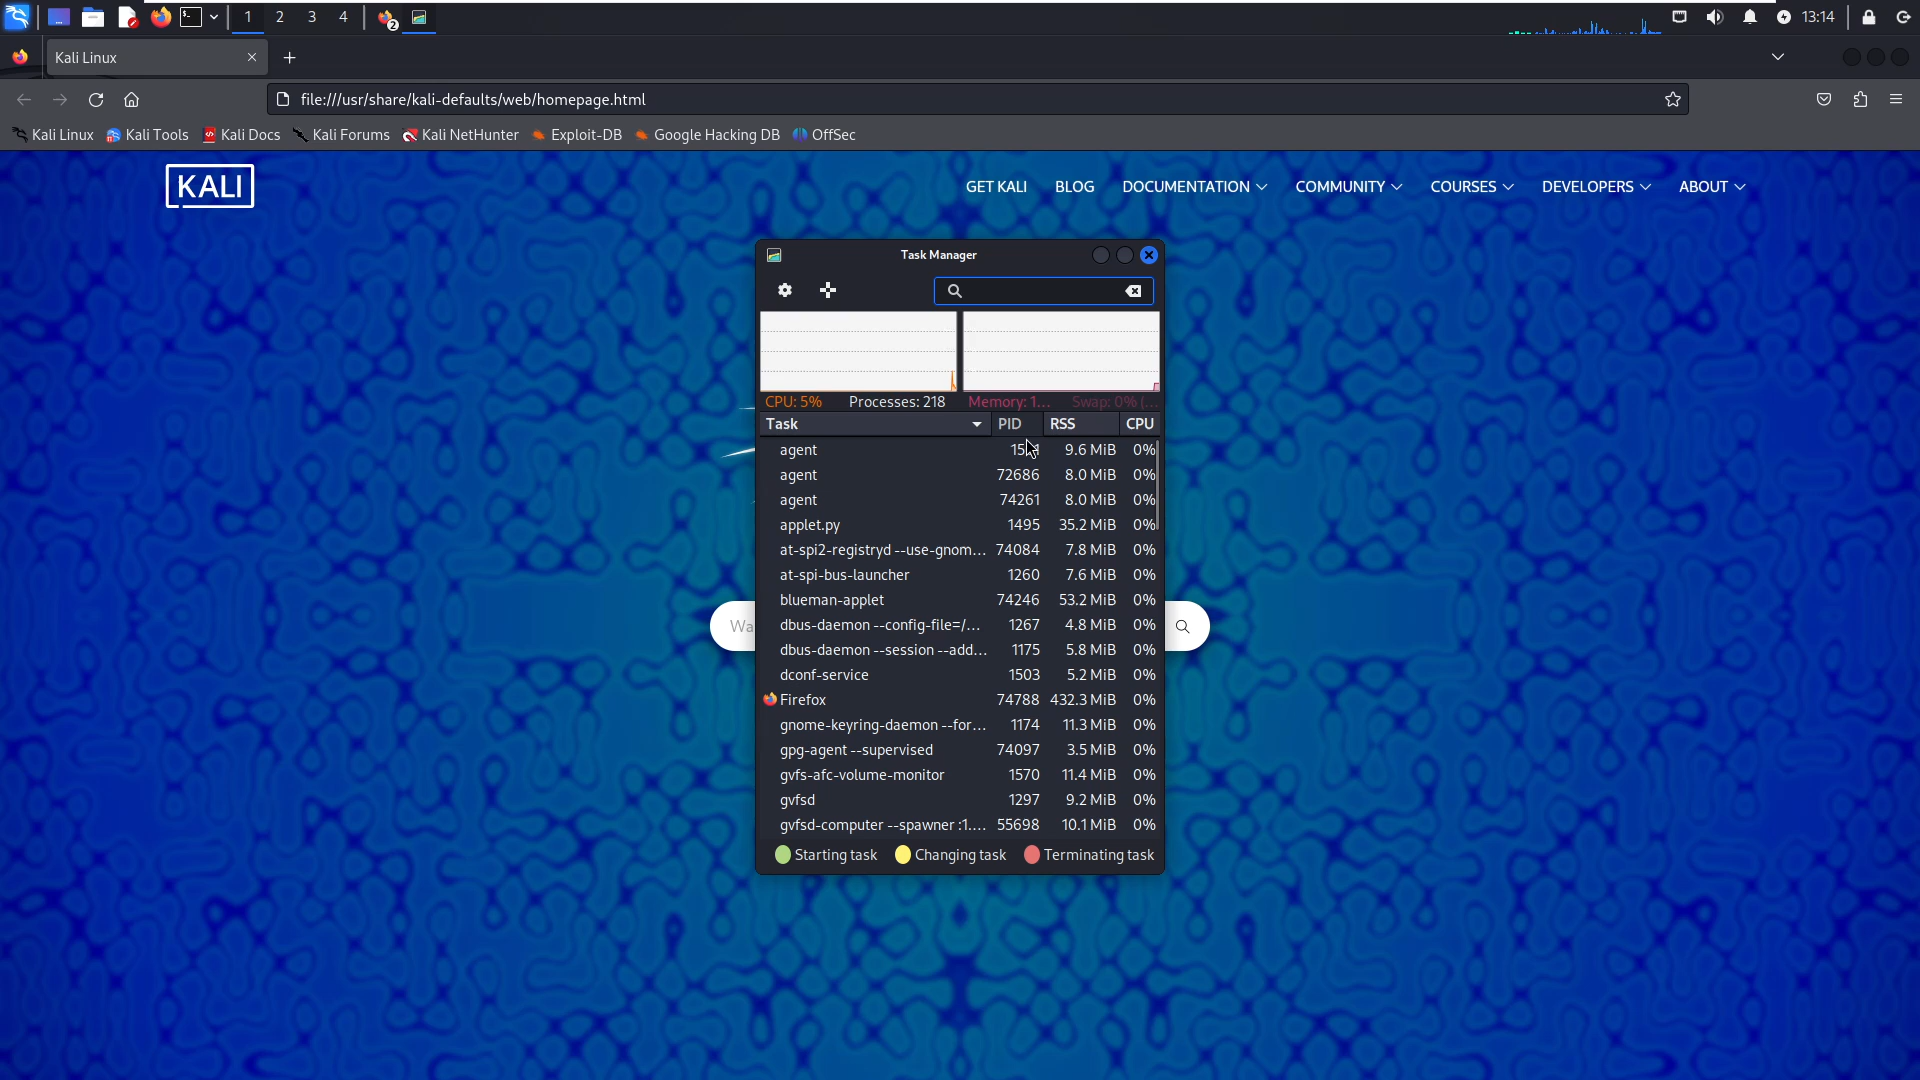 1 2 3 4 2 13:14
Kali Linux
file:///usr/share/kali-defaults/web/homepage.html
Kali Linux Kali Tools Kali Docs Kali Forums Kali NetHunter Exploit-DB Google Hacking DB OffSec
KALI GET KALI BLOG DOCUMENTATION COMMUNITY COURSES DEVELOPERS ABOUT
Task Manager
CPU: 5% Processes: 218 Memory: 1... Swap: 0% (...
Task PID RSS CPU
agent 9.6 MiB 0%
agent 72686 8.0 MiB 0%
agent 74261 8.0 MiB 0%
applet.py 1495 35.2 MiB 0%
at-spi2-registryd --use-gnom... 74084 7.8 MiB 0%
at-spi-bus-launcher 1260 7.6 MiB 0%
blueman-applet 74246 53.2 MiB 0%
dbus-daemon --config-file=/... 1267 4.8 MiB 0%
dbus-daemon --session --add... 1175 5.8 MiB 0%
dconf-service 1503 5.2 MiB 0%
Firefox 74788 432.3 MiB 0%
gnome-keyring-daemon --for... 1174 11.3 MiB 0%
gpg-agent --supervised 74097 3.5 MiB 0%
gvfs-afc-volume-monitor 1570 11.4 MiB 0%
gvfsd 1297 9.2 MiB 0%
gvfsd-computer --spawner :1.... 55698 10.1 MiB 0%
Starting task Changing task Terminating task